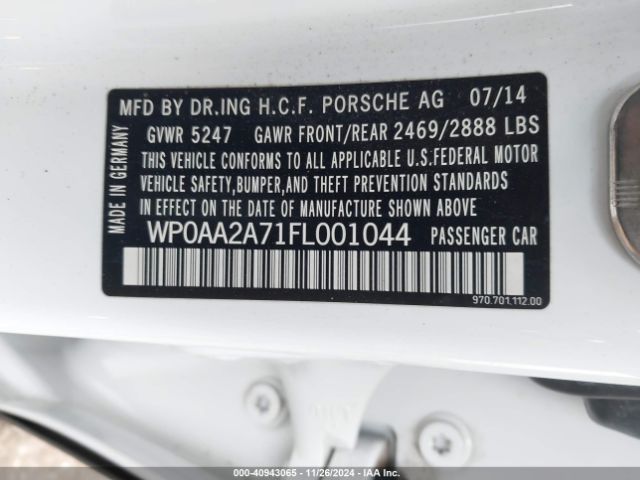 MFD BY DR.ING H.C.F. PORSCHE AG 07/14
GVWR 5247 GAWR FRONT/REAR 2469/2888 LBS
THIS VEHICLE CONFORMS TO ALL APPLICABLE U.S.FEDERAL MOTOR
VEHICLE SAFETY,BUMPER,AND THEFT PREVENTION STANDARDS
IN EFFECT ON THE DATE OF MANUFACTURE SHOWN ABOVE.
WP0AA2A71FL001044 PASSENGER CAR
970.701.112.00
MADE IN GERMANY
000-40943065 - 11/26/2024 - IAA Inc.